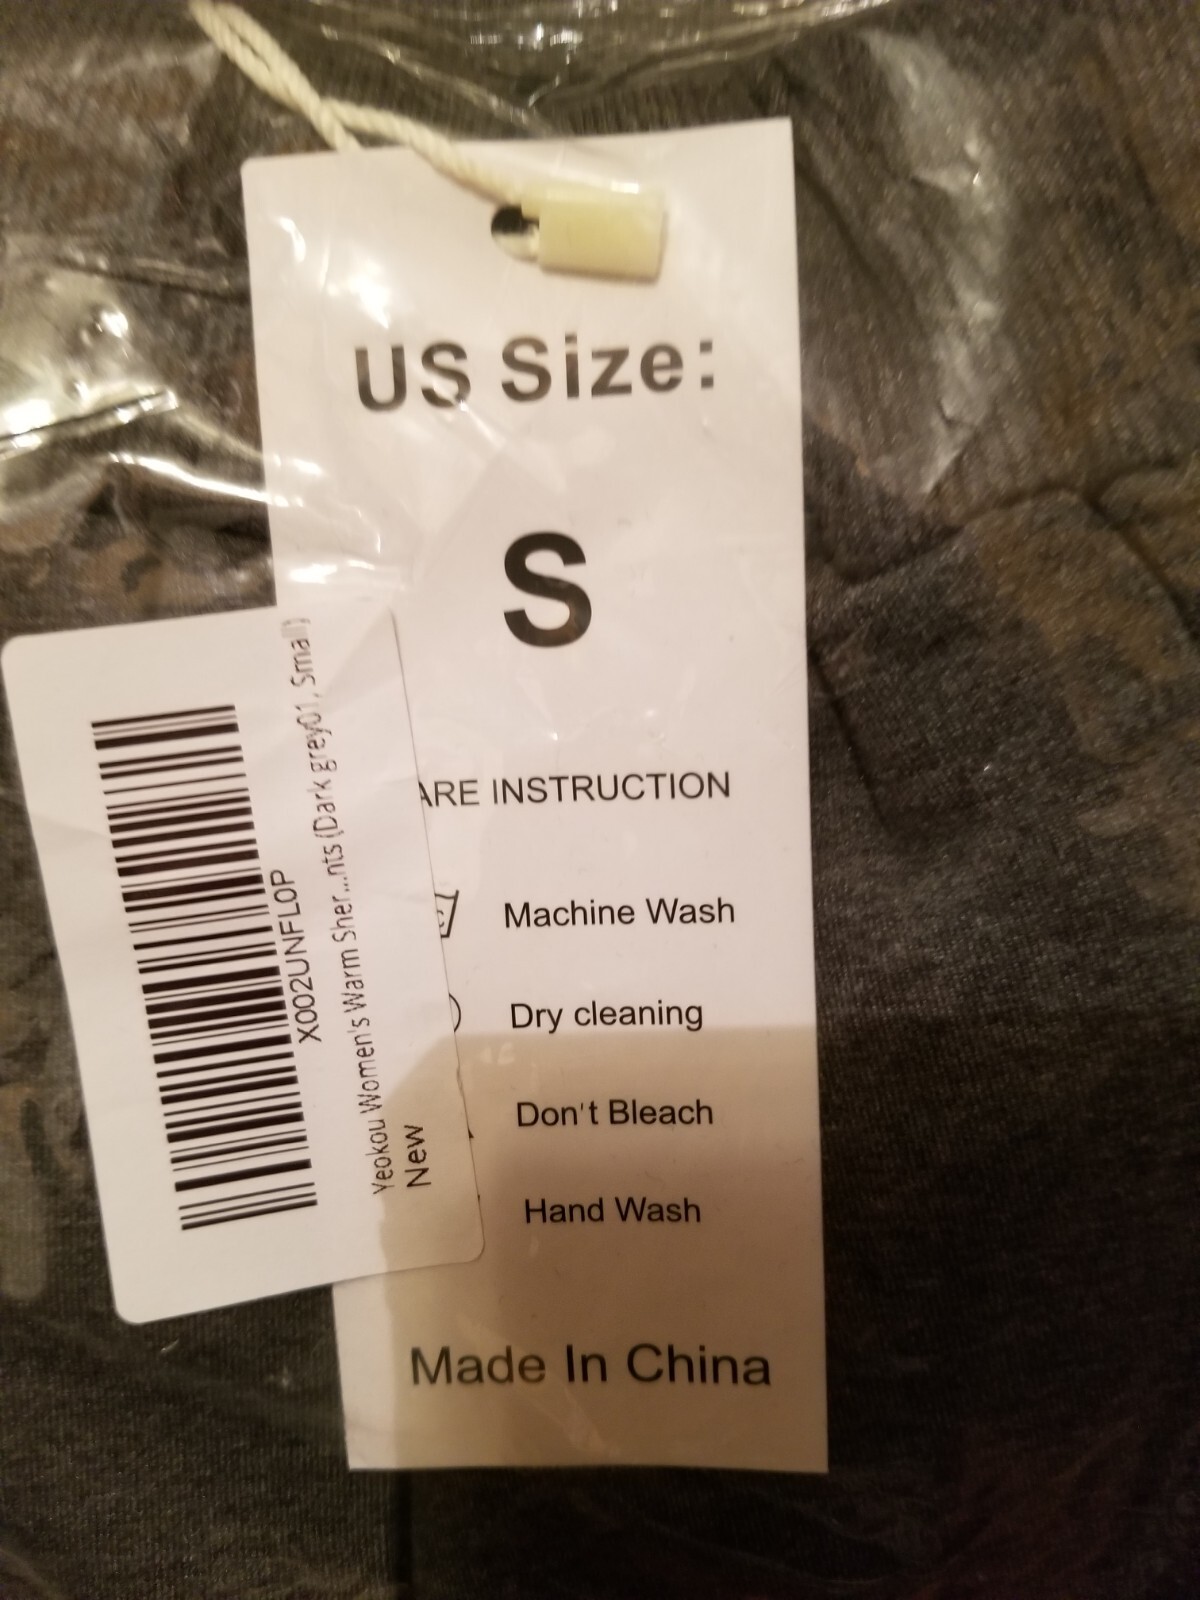 US Size:
S
ARE INSTRUCTION
Machine Wash
Dry cleaning
Don't Bleach
Hand Wash
Made In China
X002UNFL0P
Yeokou Women's Warm Sher...nts (Dark grey01, Small)
New